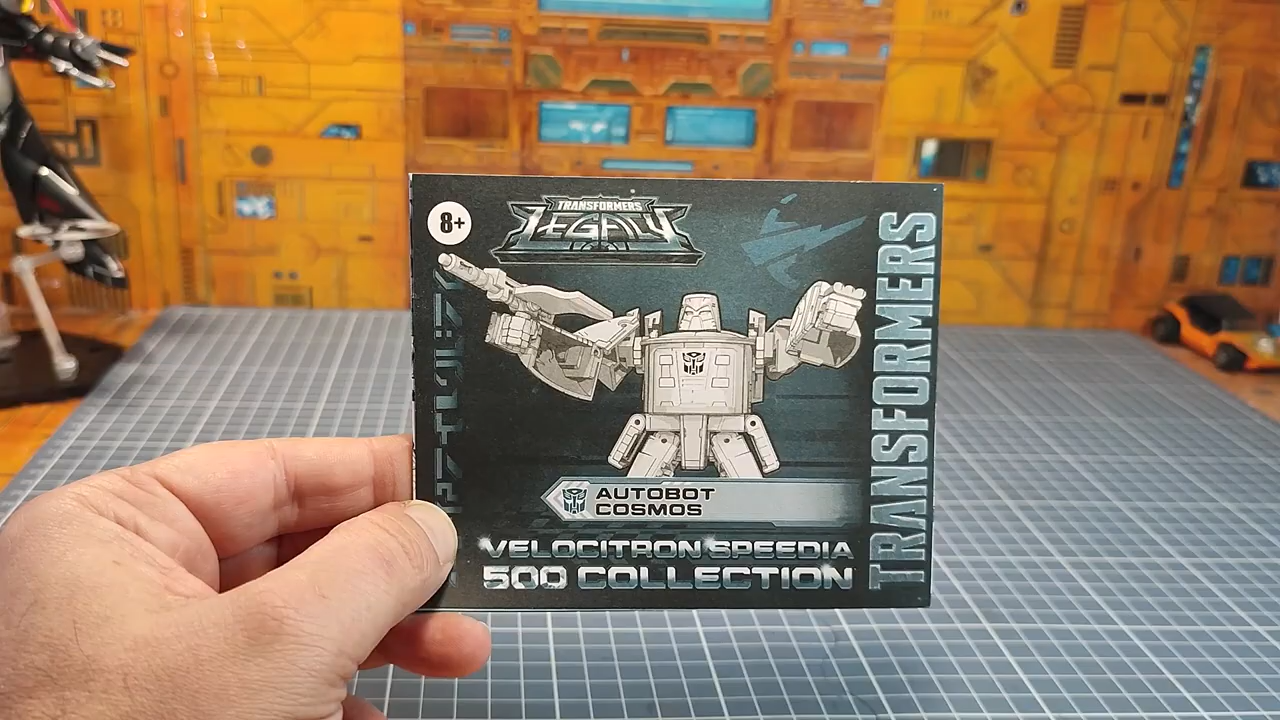 8+
TRANSFORMERS
LEGACY
TRANSFORMERS
AUTOBOT
COSMOS
VELOCITRON SPEEDIA
500 COLLECTION